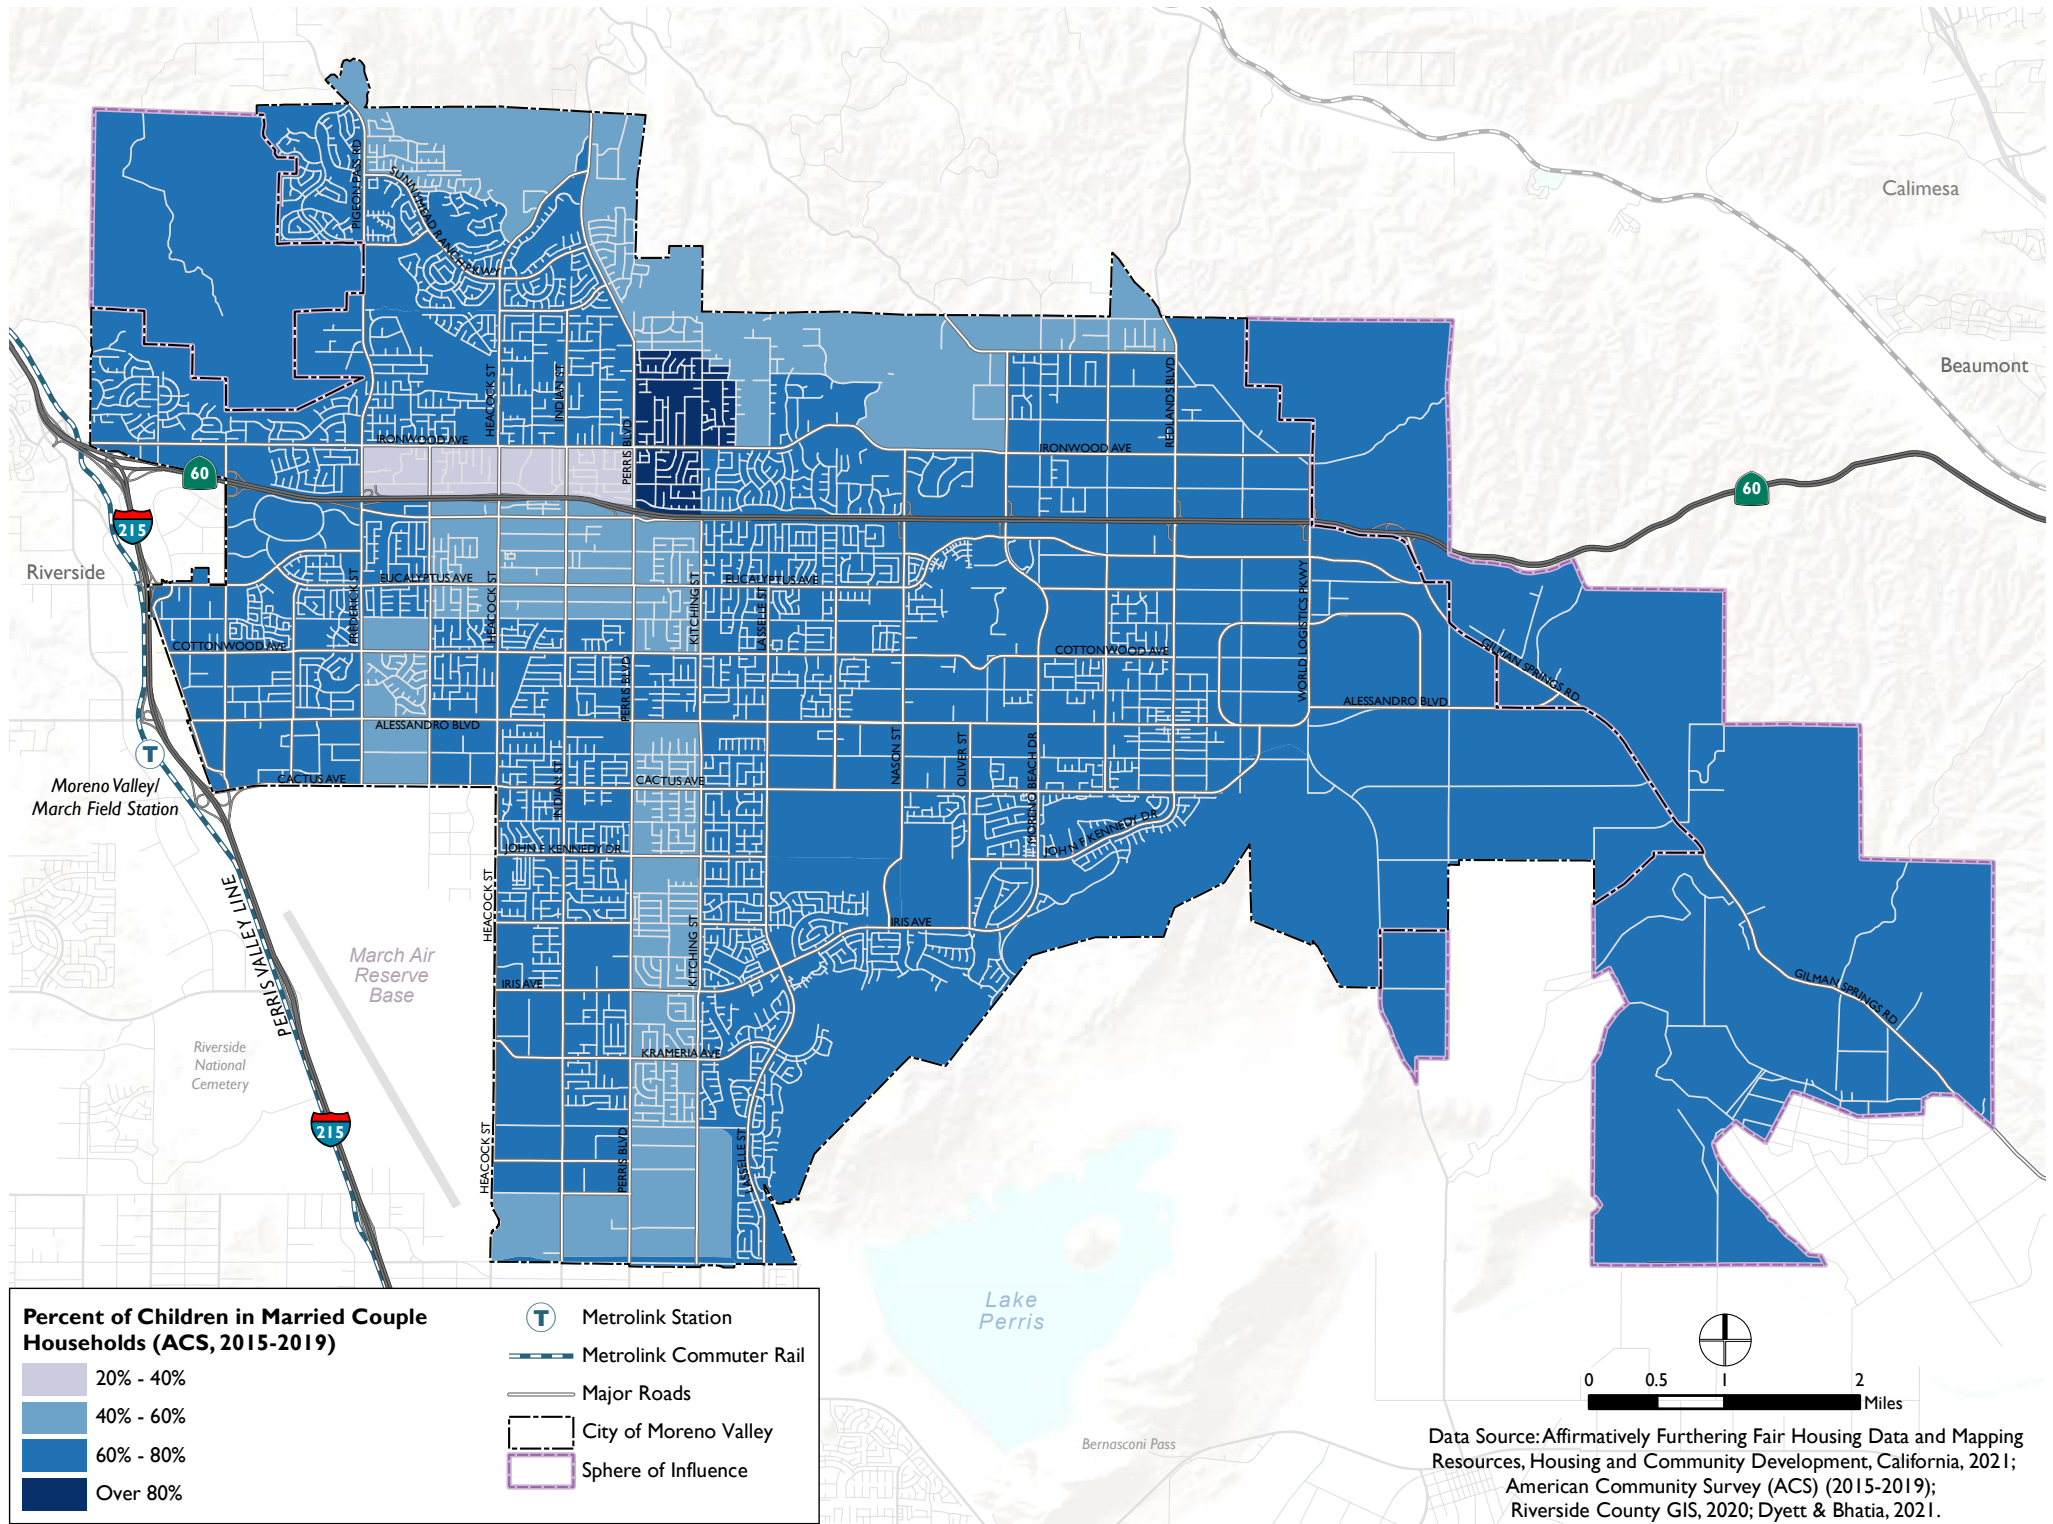 Calimesa
Beaumont
PIGEON PASS RD
SUNNYMEAD RANCH PKWY
HEACOCK ST
INDIAN ST
PERRIS BLVD
REDLANDS BLVD
IRONWOOD AVE
IRONWOOD AVE
60
60
215
Riverside
EUCALYPTUS AVE
EUCALYPTUS AVE
FREDERICK ST
HEACOCK ST
KITCHING ST
LASSELLE ST
WORLD LOGISTICS PKWY
COTTONWOOD AVE
COTTONWOOD AVE
GILMAN SPRINGS RD
PERRIS BLVD
ALESSANDRO BLVD
ALESSANDRO BLVD
T
Moreno Valley/
March Field Station
CACTUS AVE
CACTUS AVE
INDIAN ST
NASON ST
OLIVER ST
MORENO BEACH DR
JOHN F KENNEDY DR
JOHN F KENNEDY DR
HEACOCK ST
PERRIS VALLEY LINE
March Air
Reserve
Base
KITCHING ST
IRIS AVE
IRIS AVE
GILMAN SPRINGS RD
Riverside
National
Cemetery
KRAMERIA AVE
215
HEACOCK ST
PERRIS BLVD
LASSELLE ST
Lake
Perris
Bernasconi Pass
Percent of Children in Married Couple
Households (ACS, 2015-2019)
20% - 40%
40% - 60%
60% - 80%
Over 80%
T
Metrolink Station
Metrolink Commuter Rail
Major Roads
City of Moreno Valley
Sphere of Influence
0 0.5 1 2
Miles
Data Source: Affirmatively Furthering Fair Housing Data and Mapping
Resources, Housing and Community Development, California, 2021;
American Community Survey (ACS) (2015-2019);
Riverside County GIS, 2020; Dyett & Bhatia, 2021.